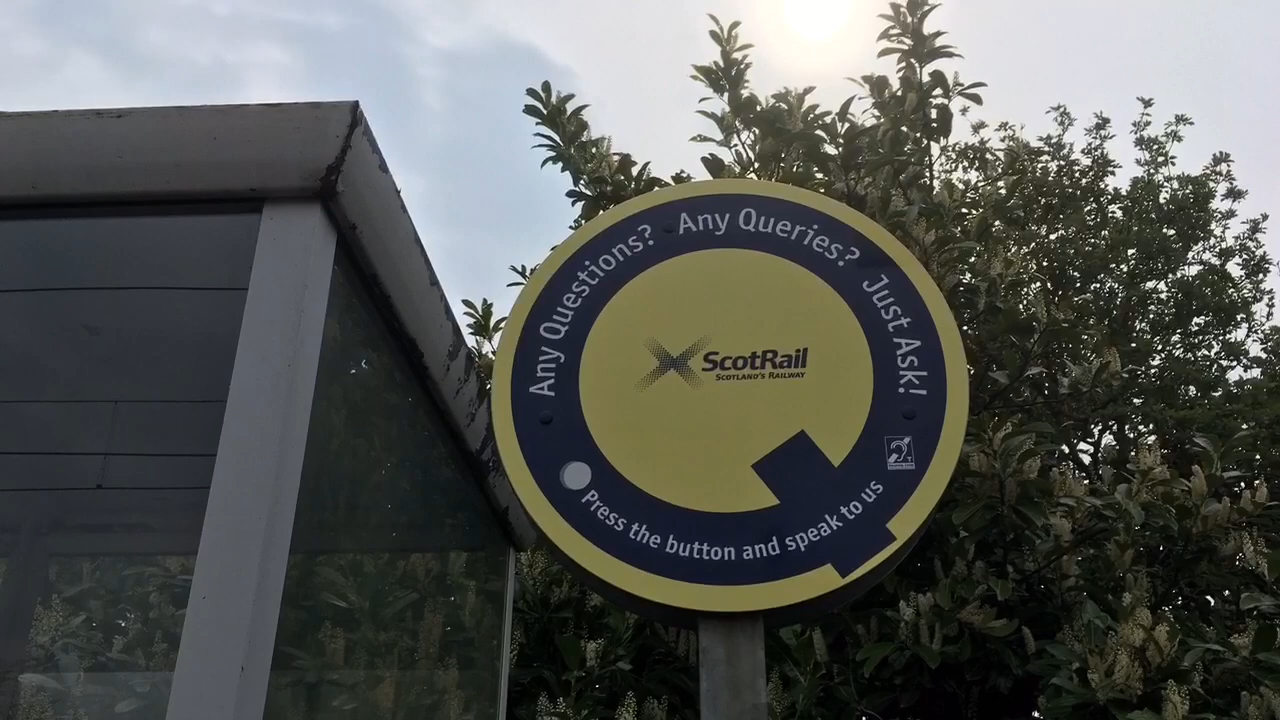 Any Questions? Any Queries? Just Ask!
ScotRail
SCOTLAND'S RAILWAY
T
Press the button and speak to us